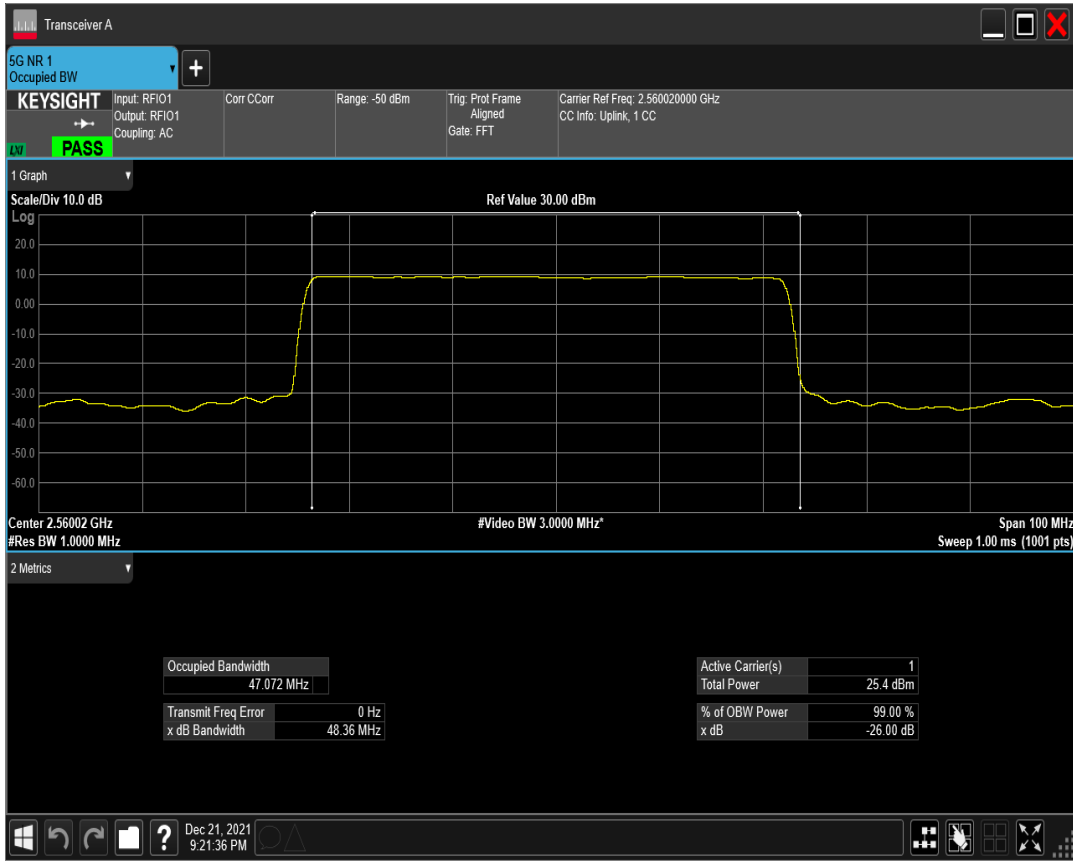 Transceiver A
5G NR 1
Occupied BW
KEYSIGHT
Input: RFIO1
Output: RFIO1
Coupling: AC
Corr CCorr
Range: -50 dBm
Trig: Prot Frame
Aligned
Gate: FFT
Carrier Ref Freq: 2.560020000 GHz
CC Info: Uplink, 1 CC
LXI
PASS
1 Graph
Scale/Div 10.0 dB
Ref Value 30.00 dBm
Log
20.0
10.0
0.00
-10.0
-20.0
-30.0
-40.0
-50.0
-60.0
Center 2.56002 GHz
#Video BW 3.0000 MHz*
Span 100 MHz
#Res BW 1.0000 MHz
Sweep 1.00 ms (1001 pts)
2 Metrics
Occupied Bandwidth
47.072 MHz
Transmit Freq Error 0 Hz
x dB Bandwidth 48.36 MHz
Active Carrier(s) 1
Total Power 25.4 dBm
% of OBW Power 99.00 %
x dB -26.00 dB
?
Dec 21, 2021
9:21:36 PM